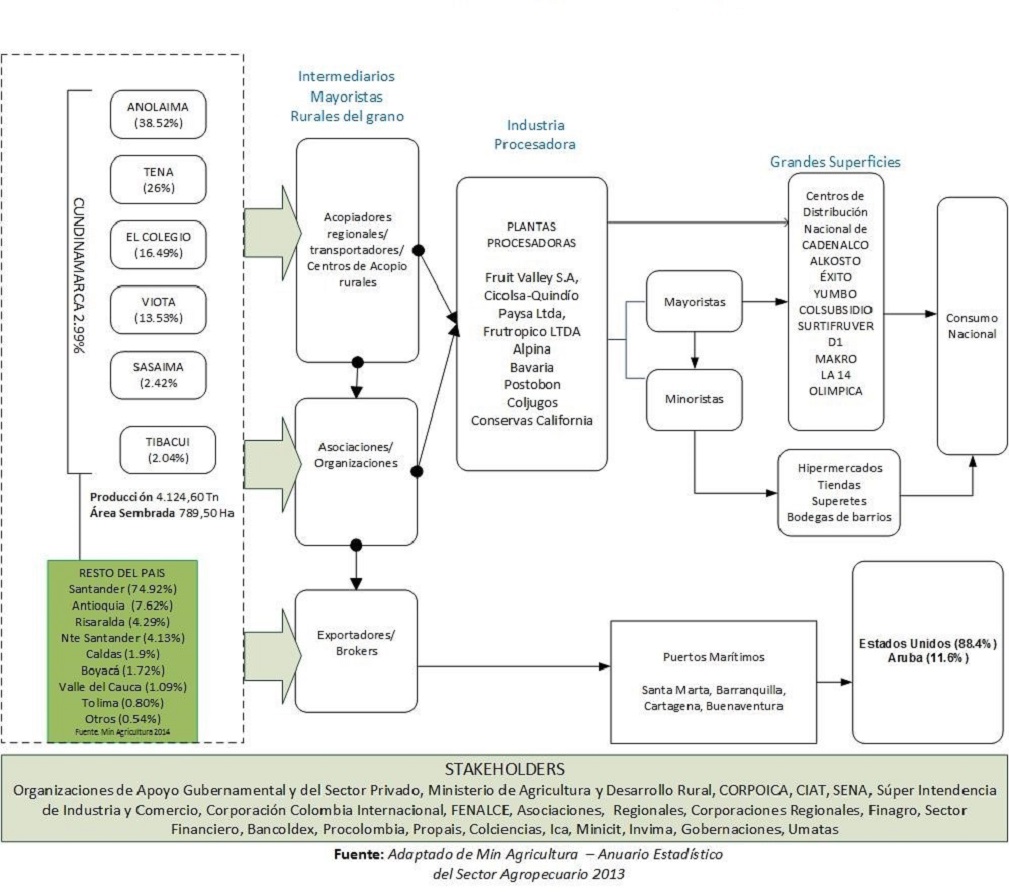 CUNDINAMARCA 2.99%
ANOLAIMA
(38.52%)
TENA
(26%)
EL COLEGIO
(16.49%)
VIOTA
(13.53%)
SASAIMA
(2.42%
TIBACUI
(2.04%)
Producción 4.124,60 Tn
Área Sembrada 789,50 Ha
RESTO DEL PAIS
Santander (74.92%)
Antioquia (7.62%)
Risaralda (4.29%)
Nte Santander (4.13%)
Caldas (1.9%)
Boyacá (1.72%)
Valle del Cauca (1.09%)
Tolima (0.80%)
Otros (0.54%)
Fuente, Min Agricultura 2014
Intermediarios
Mayoristas
Rurales del grano
Acopiadores
regionales/
transportadores/
Centros de Acopio
rurales
Asociaciones/
Organizaciones
Exportadores/
Brokers
Industria
Procesadora
PLANTAS
PROCESADORAS
Fruit Valley S.A,
Cicolsa-Quindío
Paysa Ltda,
Frutropico LTDA
Alpina
Bavaria
Postobon
Coljugos
Conservas California
Mayoristas
Minoristas
Grandes Superficies
Centros de
Distribución
Nacional de
CADENALCO
ALKOSTO
ÉXITO
YUMBO
COLSUBSIDIO
SURTIFRUVER
D1
MAKRO
LA 14
OLIMPICA
Hipermercados
Tiendas
Superetes
Bodegas de barrios
Consumo
Nacional
Puertos Marítimos
Santa Marta, Barranquilla,
Cartagena, Buenaventura
Estados Unidos (88.4%)
Aruba (11.6% )
STAKEHOLDERS
Organizaciones de Apoyo Gubernamental y del Sector Privado, Ministerio de Agricultura y Desarrollo Rural, CORPOICA, CIAT, SENA, Súper Intendencia
de Industria y Comercio, Corporación Colombia Internacional, FENALCE, Asociaciones, Regionales, Corporaciones Regionales, Finagro, Sector
Financiero, Bancoldex, Procolombia, Propais, Colciencias, Ica, Minicit, Invima, Gobernaciones, Umatas
Fuente: Adaptado de Min Agricultura – Anuario Estadístico
del Sector Agropecuario 2013